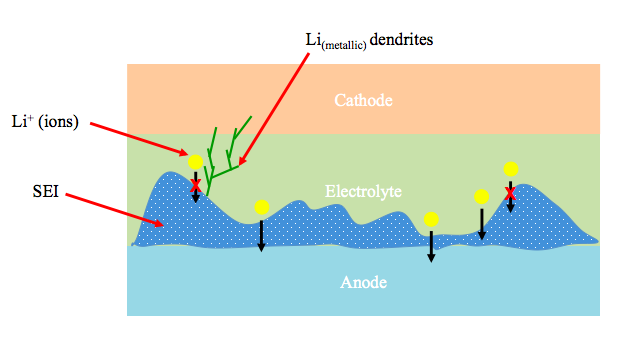 Li(metallic) dendrites
Cathode
Li⁺ (ions)
SEI
Electrolyte
Anode